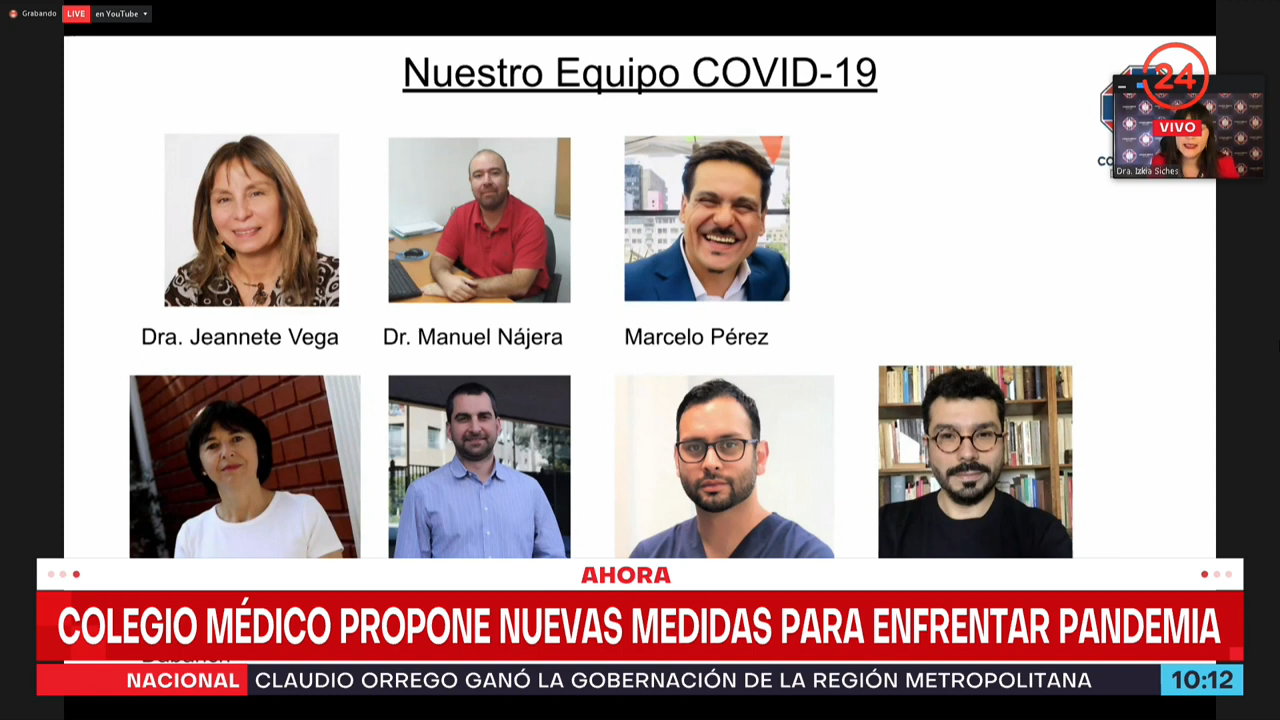 Grabando
LIVE
en YouTube
Nuestro Equipo COVID-19
24
VIVO
Dra. Izkia Siches
Dra. Jeannete Vega
Dr. Manuel Nájera
Marcelo Pérez
AHORA
COLEGIO MÉDICO PROPONE NUEVAS MEDIDAS PARA ENFRENTAR PANDEMIA
NACIONAL
CLAUDIO ORREGO GANÓ LA GOBERNACIÓN DE LA REGIÓN METROPOLITANA
10:12